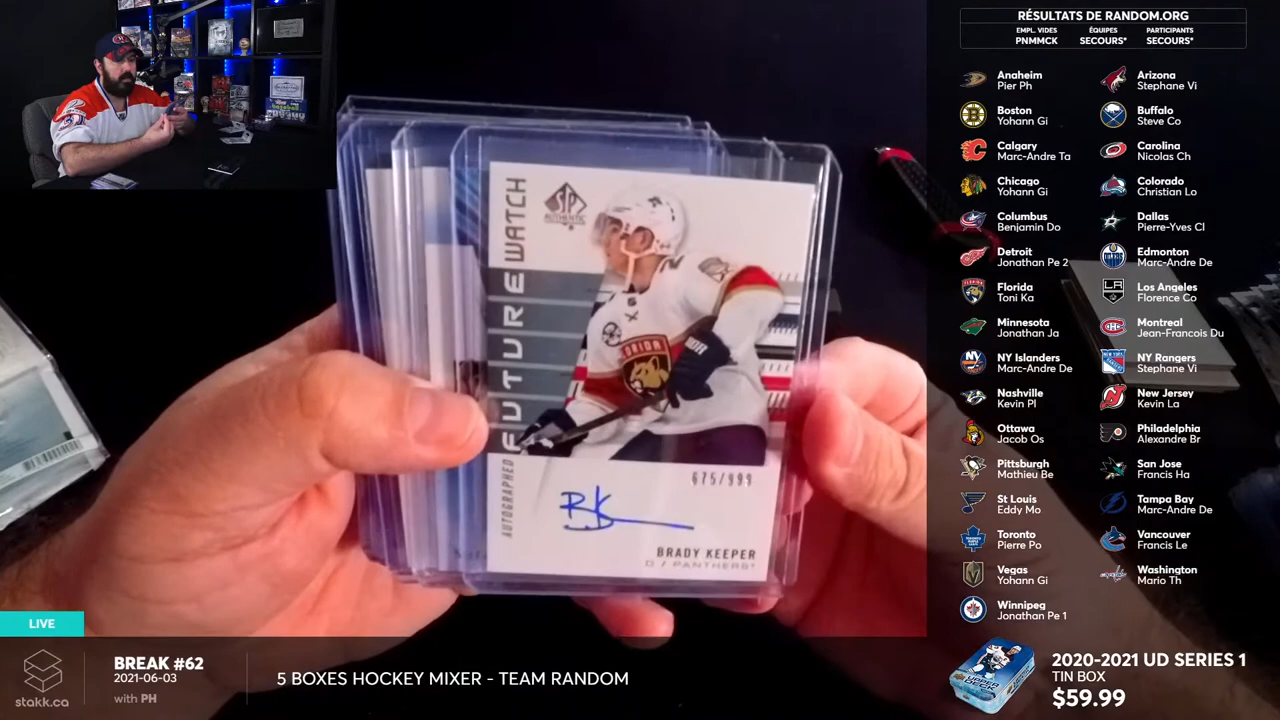 RÉSULTATS DE RANDOM.ORG
EMPL. VIDES
PNMMCK
ÉQUIPES
SECOURS*
PARTICIPANTS
SECOURS*
Anaheim
Pier Ph
Arizona
Stephane Vi
Boston
Yohann Gi
Buffalo
Steve Co
Calgary
Marc-Andre Ta
Carolina
Nicolas Ch
Chicago
Yohann Gi
Colorado
Christian Lo
Columbus
Benjamin Do
Dallas
Pierre-Yves Cl
Detroit
Jonathan Pe 2
Edmonton
Marc-Andre De
Florida
Toni Ka
Los Angeles
Florence Co
Minnesota
Jonathan Ja
Montreal
Jean-Francois Du
NY Islanders
Marc-Andre De
NY Rangers
Stephane Vi
Nashville
Kevin Pl
New Jersey
Kevin La
Ottawa
Jacob Os
Philadelphia
Alexandre Br
Pittsburgh
Mathieu Be
San Jose
Francis Ha
St Louis
Eddy Mo
Tampa Bay
Marc-Andre De
Toronto
Pierre Po
Vancouver
Francis Le
Vegas
Yohann Gi
Washington
Mario Th
Winnipeg
Jonathan Pe 1
SP
AUTHENTIC
AUTOGRAPHED FUTURE WATCH
675/999
BRADY KEEPER
D / PANTHERS
LIVE
stakk.ca
BREAK #62
2021-06-03
with PH
5 BOXES HOCKEY MIXER - TEAM RANDOM
2020-2021 UD SERIES 1
TIN BOX
$59.99